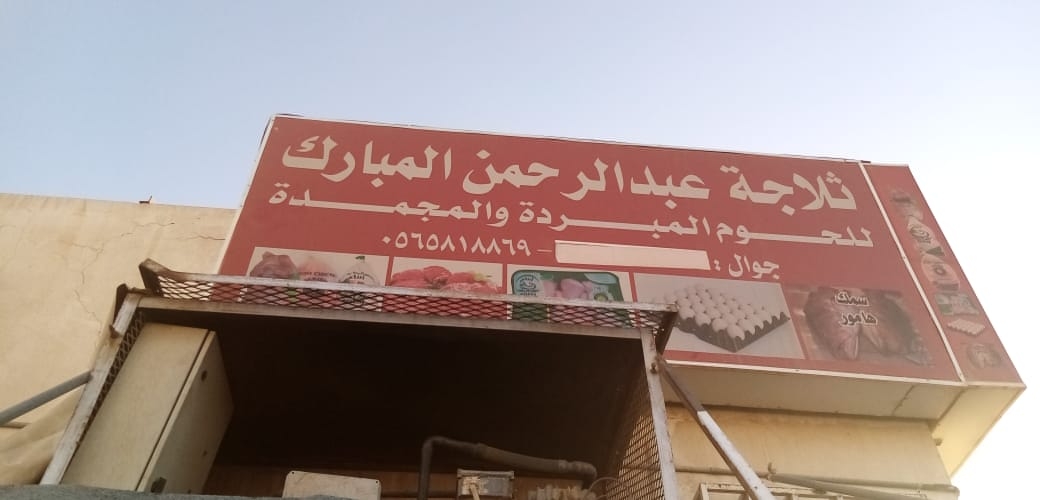 ثلاجة عبدالرحمن المبارك
للحوم المبردة والمجمدة
جوال : – ٠٥٦٥٨١٨٨٦٩
سمك
هامور